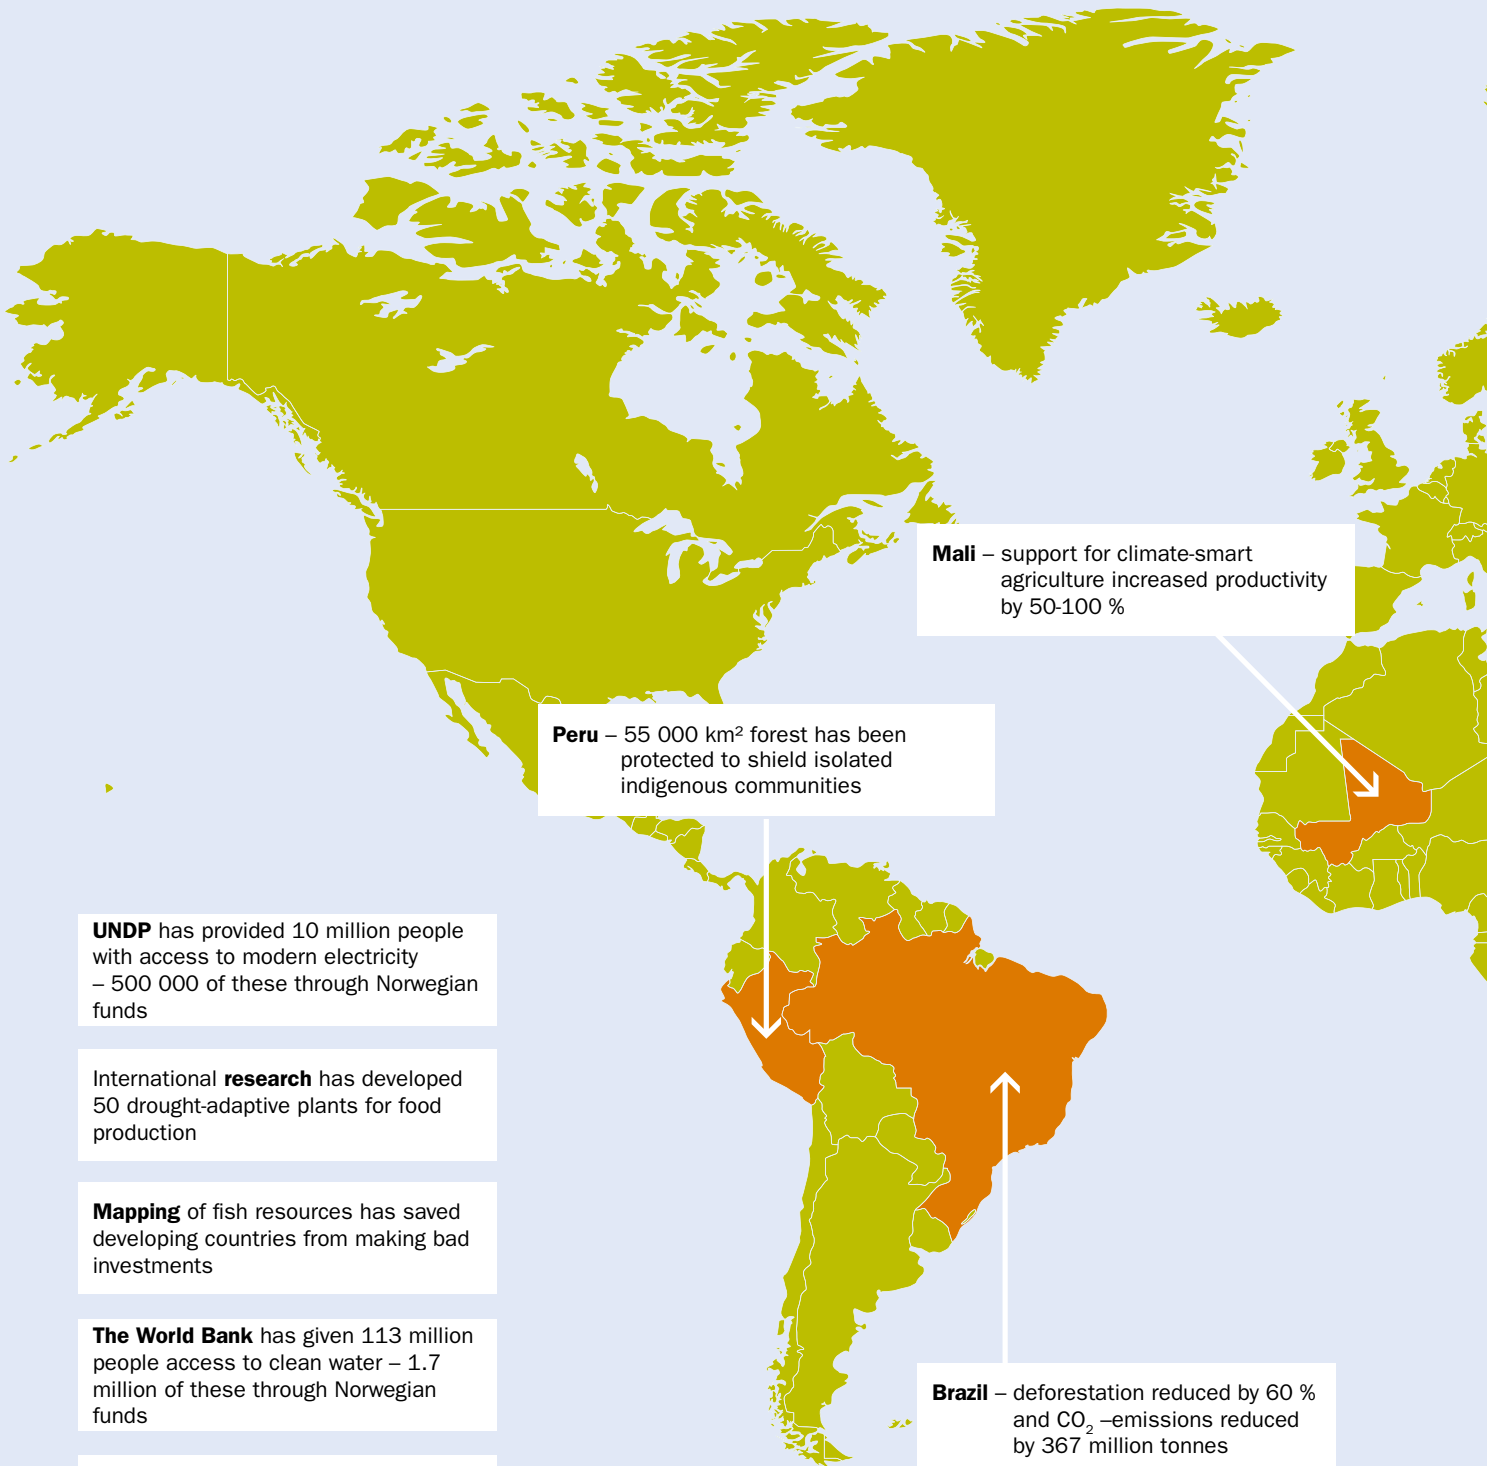 Mali – support for climate-smart
agriculture increased productivity
by 50-100 %
Peru – 55 000 km² forest has been
protected to shield isolated
indigenous communities
UNDP has provided 10 million people
with access to modern electricity
– 500 000 of these through Norwegian
funds
International research has developed
50 drought-adaptive plants for food
production
Mapping of fish resources has saved
developing countries from making bad
investments
The World Bank has given 113 million
people access to clean water – 1.7
million of these through Norwegian
funds
Brazil – deforestation reduced by 60 %
and CO₂ –emissions reduced
by 367 million tonnes